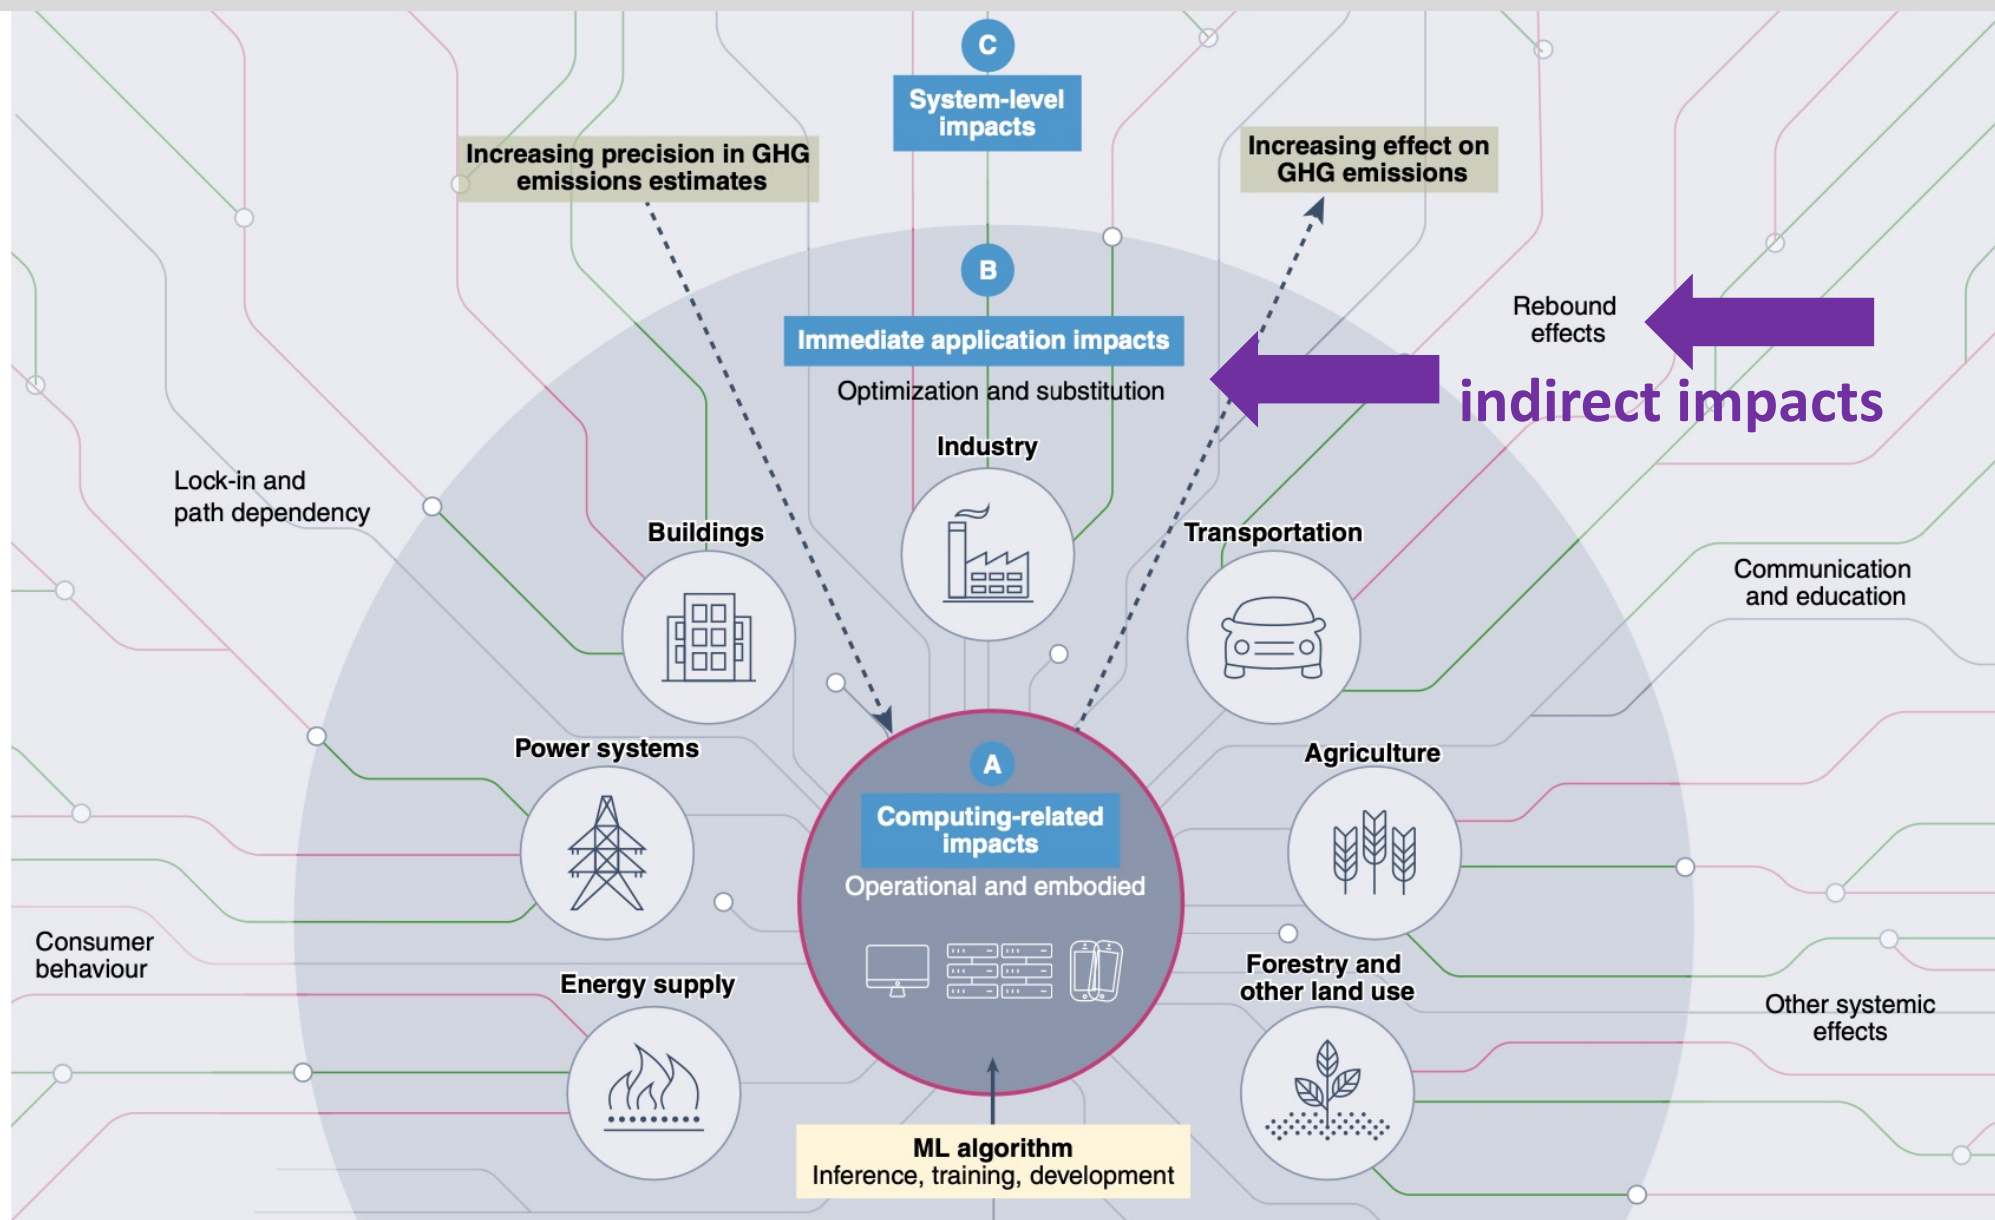 C
System-level
impacts
Increasing precision in GHG
emissions estimates
Increasing effect on
GHG emissions
B
Immediate application impacts
Optimization and substitution
Rebound
effects
indirect impacts
Industry
Lock-in and
path dependency
Buildings
Transportation
Communication
and education
Power systems
A
Computing-related
impacts
Operational and embodied
Agriculture
Consumer
behaviour
Energy supply
Forestry and
other land use
Other systemic
effects
ML algorithm
Inference, training, development